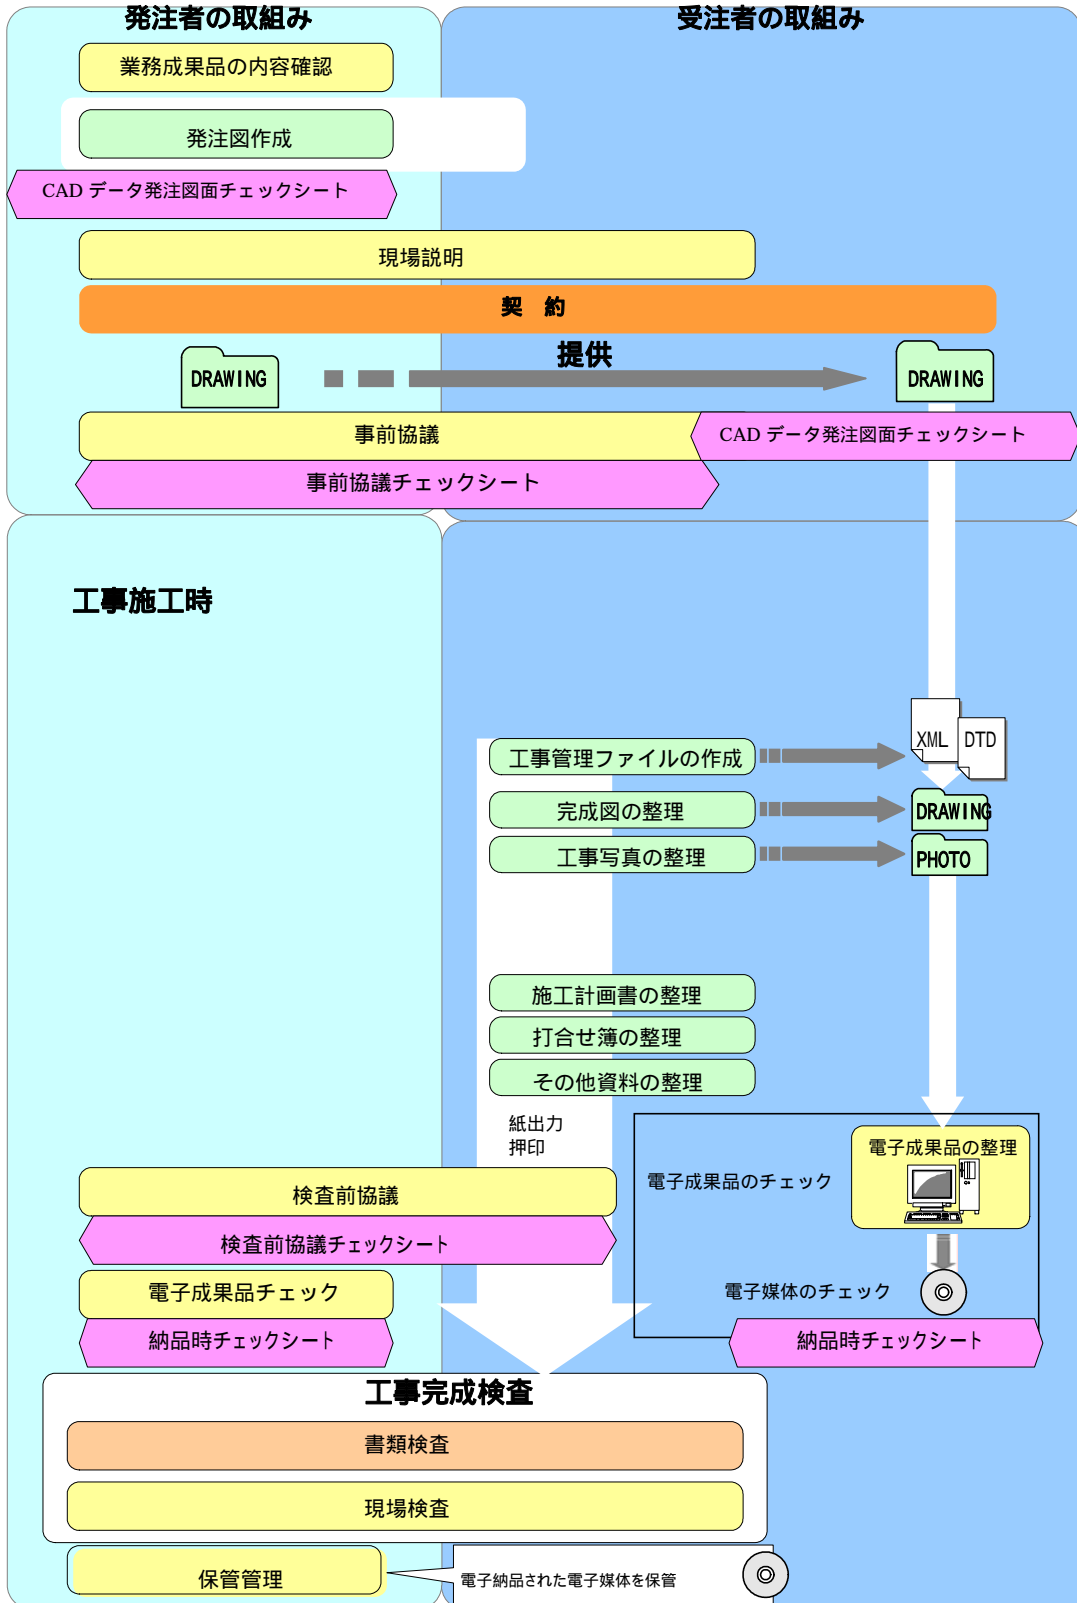 発注者の取組み
受注者の取組み
業務成果品の内容確認
発注図作成
CAD データ発注図面チェックシート
現場説明
契 約
提供
DRAWING
DRAWING
事前協議
CAD データ発注図面チェックシート
事前協議チェックシート
工事施工時
XML
DTD
工事管理ファイルの作成
完成図の整理
DRAWING
工事写真の整理
PHOTO
施工計画書の整理
打合せ簿の整理
その他資料の整理
紙出力
押印
電子成果品の整理
電子成果品のチェック
検査前協議
検査前協議チェックシート
電子成果品チェック
電子媒体のチェック
納品時チェックシート
納品時チェックシート
工事完成検査
書類検査
現場検査
保管管理
電子納品された電子媒体を保管